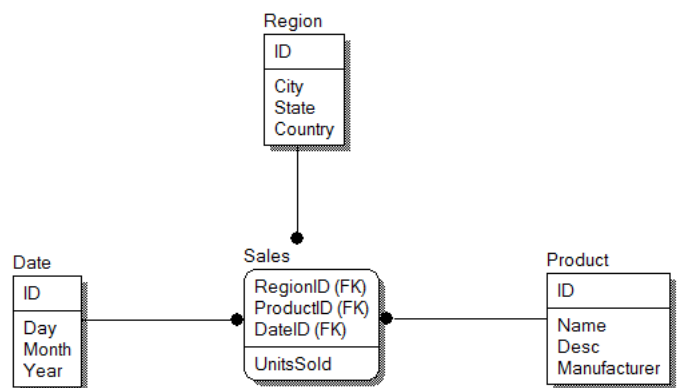 Region
ID
City
State
Country
Date
ID
Day
Month
Year
Sales
RegionID (FK)
ProductID (FK)
DateID (FK)
UnitsSold
Product
ID
Name
Desc
Manufacturer